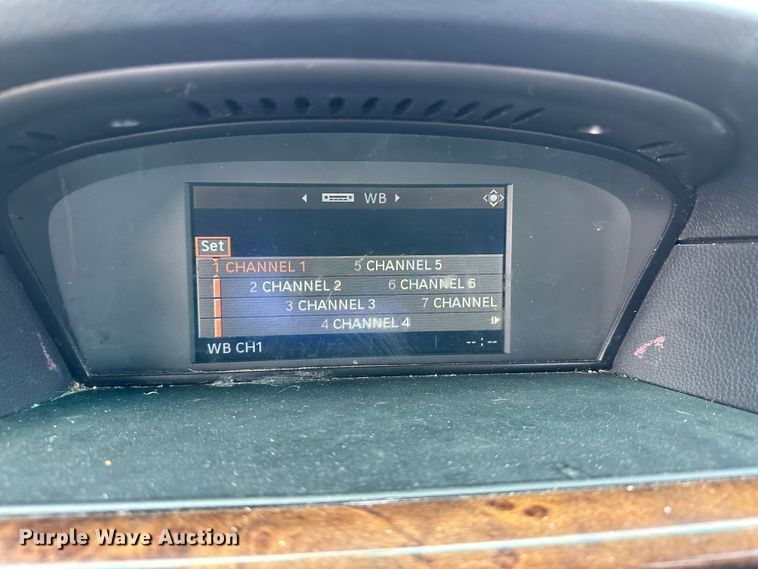 WB
Set
1 CHANNEL 1 5 CHANNEL 5
2 CHANNEL 2 6 CHANNEL 6
3 CHANNEL 3 7 CHANNEL
4 CHANNEL 4
WB CH1 -- : --
Purple Wave Auction